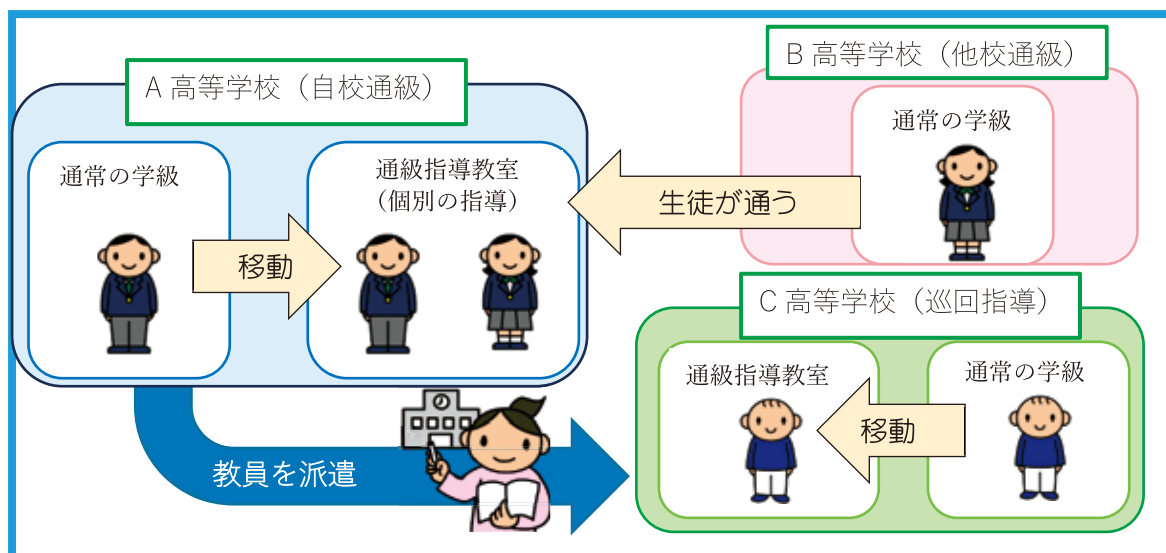 A 高等学校（自校通級）
通常の学級
移動
通級指導教室
（個別の指導）
B 高等学校（他校通級）
通常の学級
生徒が通う
C 高等学校（巡回指導）
通級指導教室
移動
通常の学級
教員を派遣